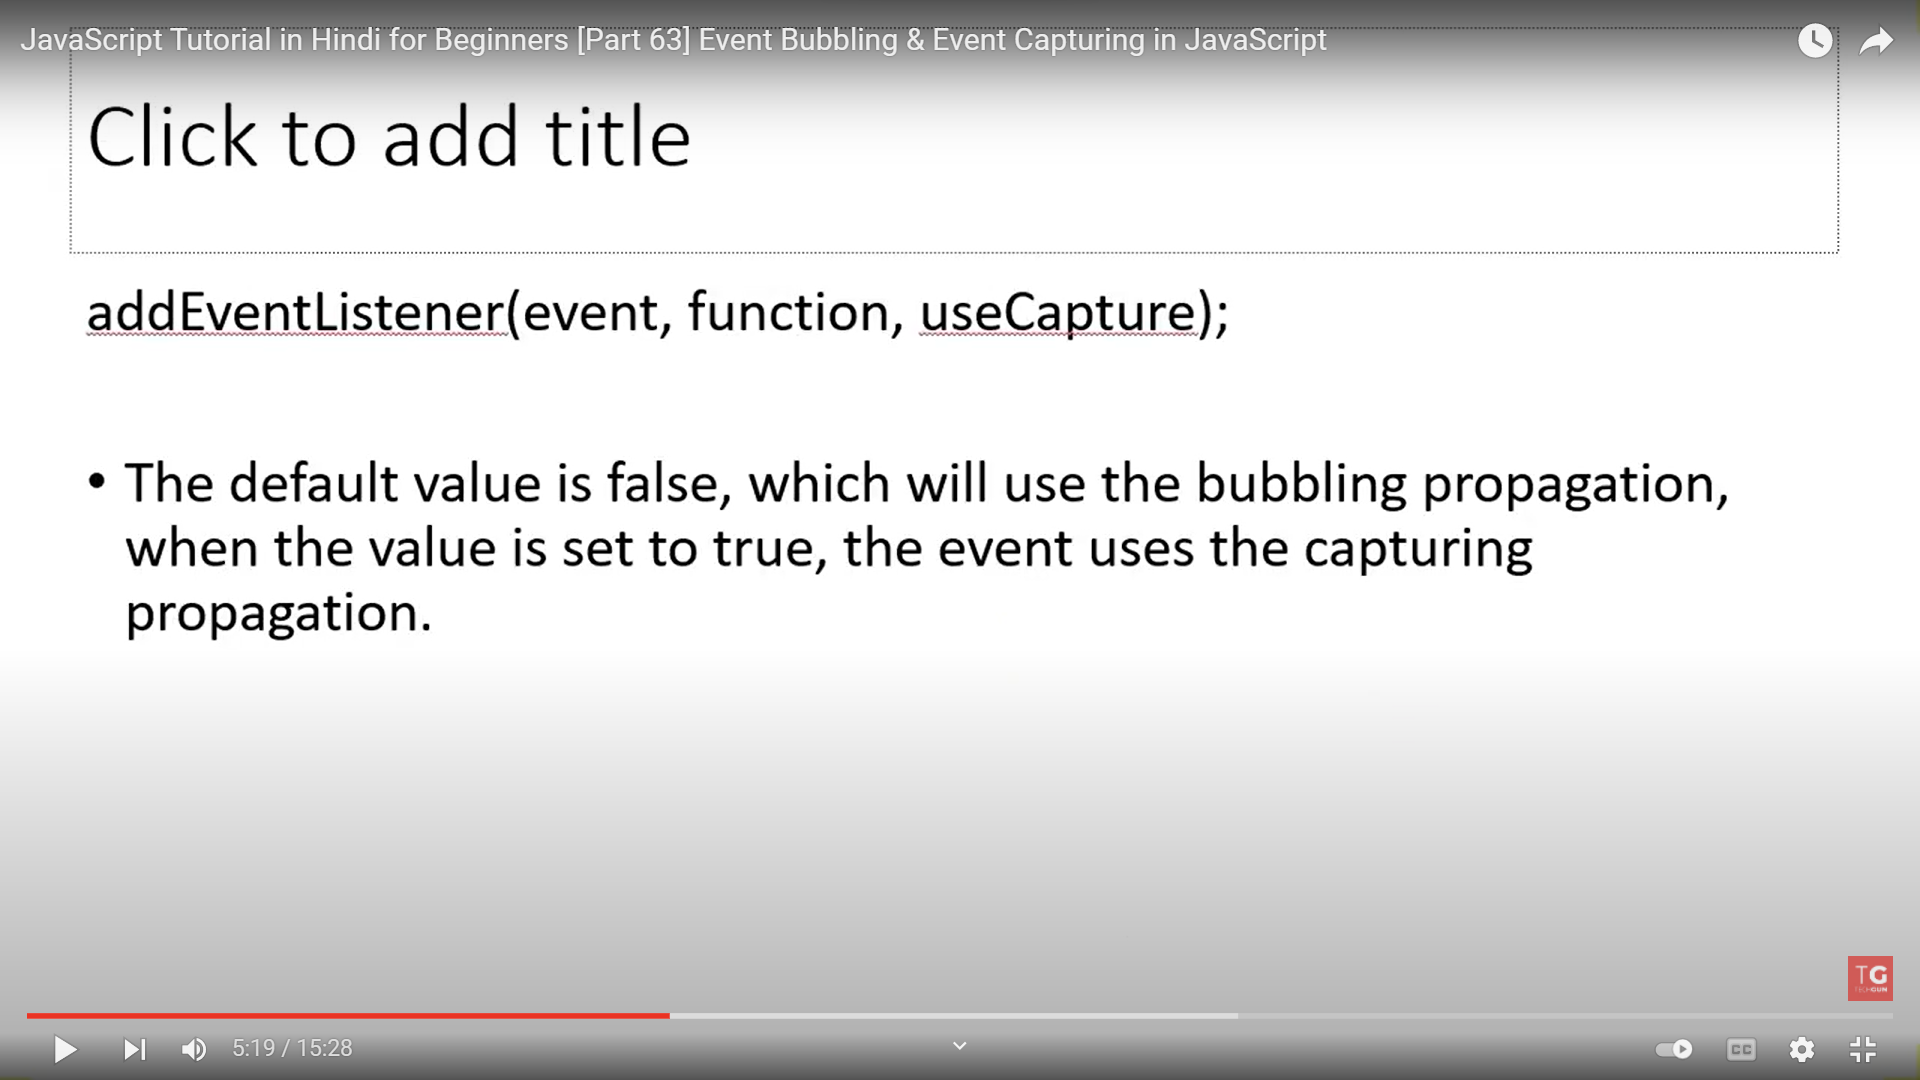 JavaScript Tutorial in Hindi for Beginners [Part 63] Event Bubbling & Event Capturing in JavaScript
Click to add title
addEventListener(event, function, useCapture);
• The default value is false, which will use the bubbling propagation,
when the value is set to true, the event uses the capturing
propagation.
TG
TECHGUN
5:19 / 15:28
CC